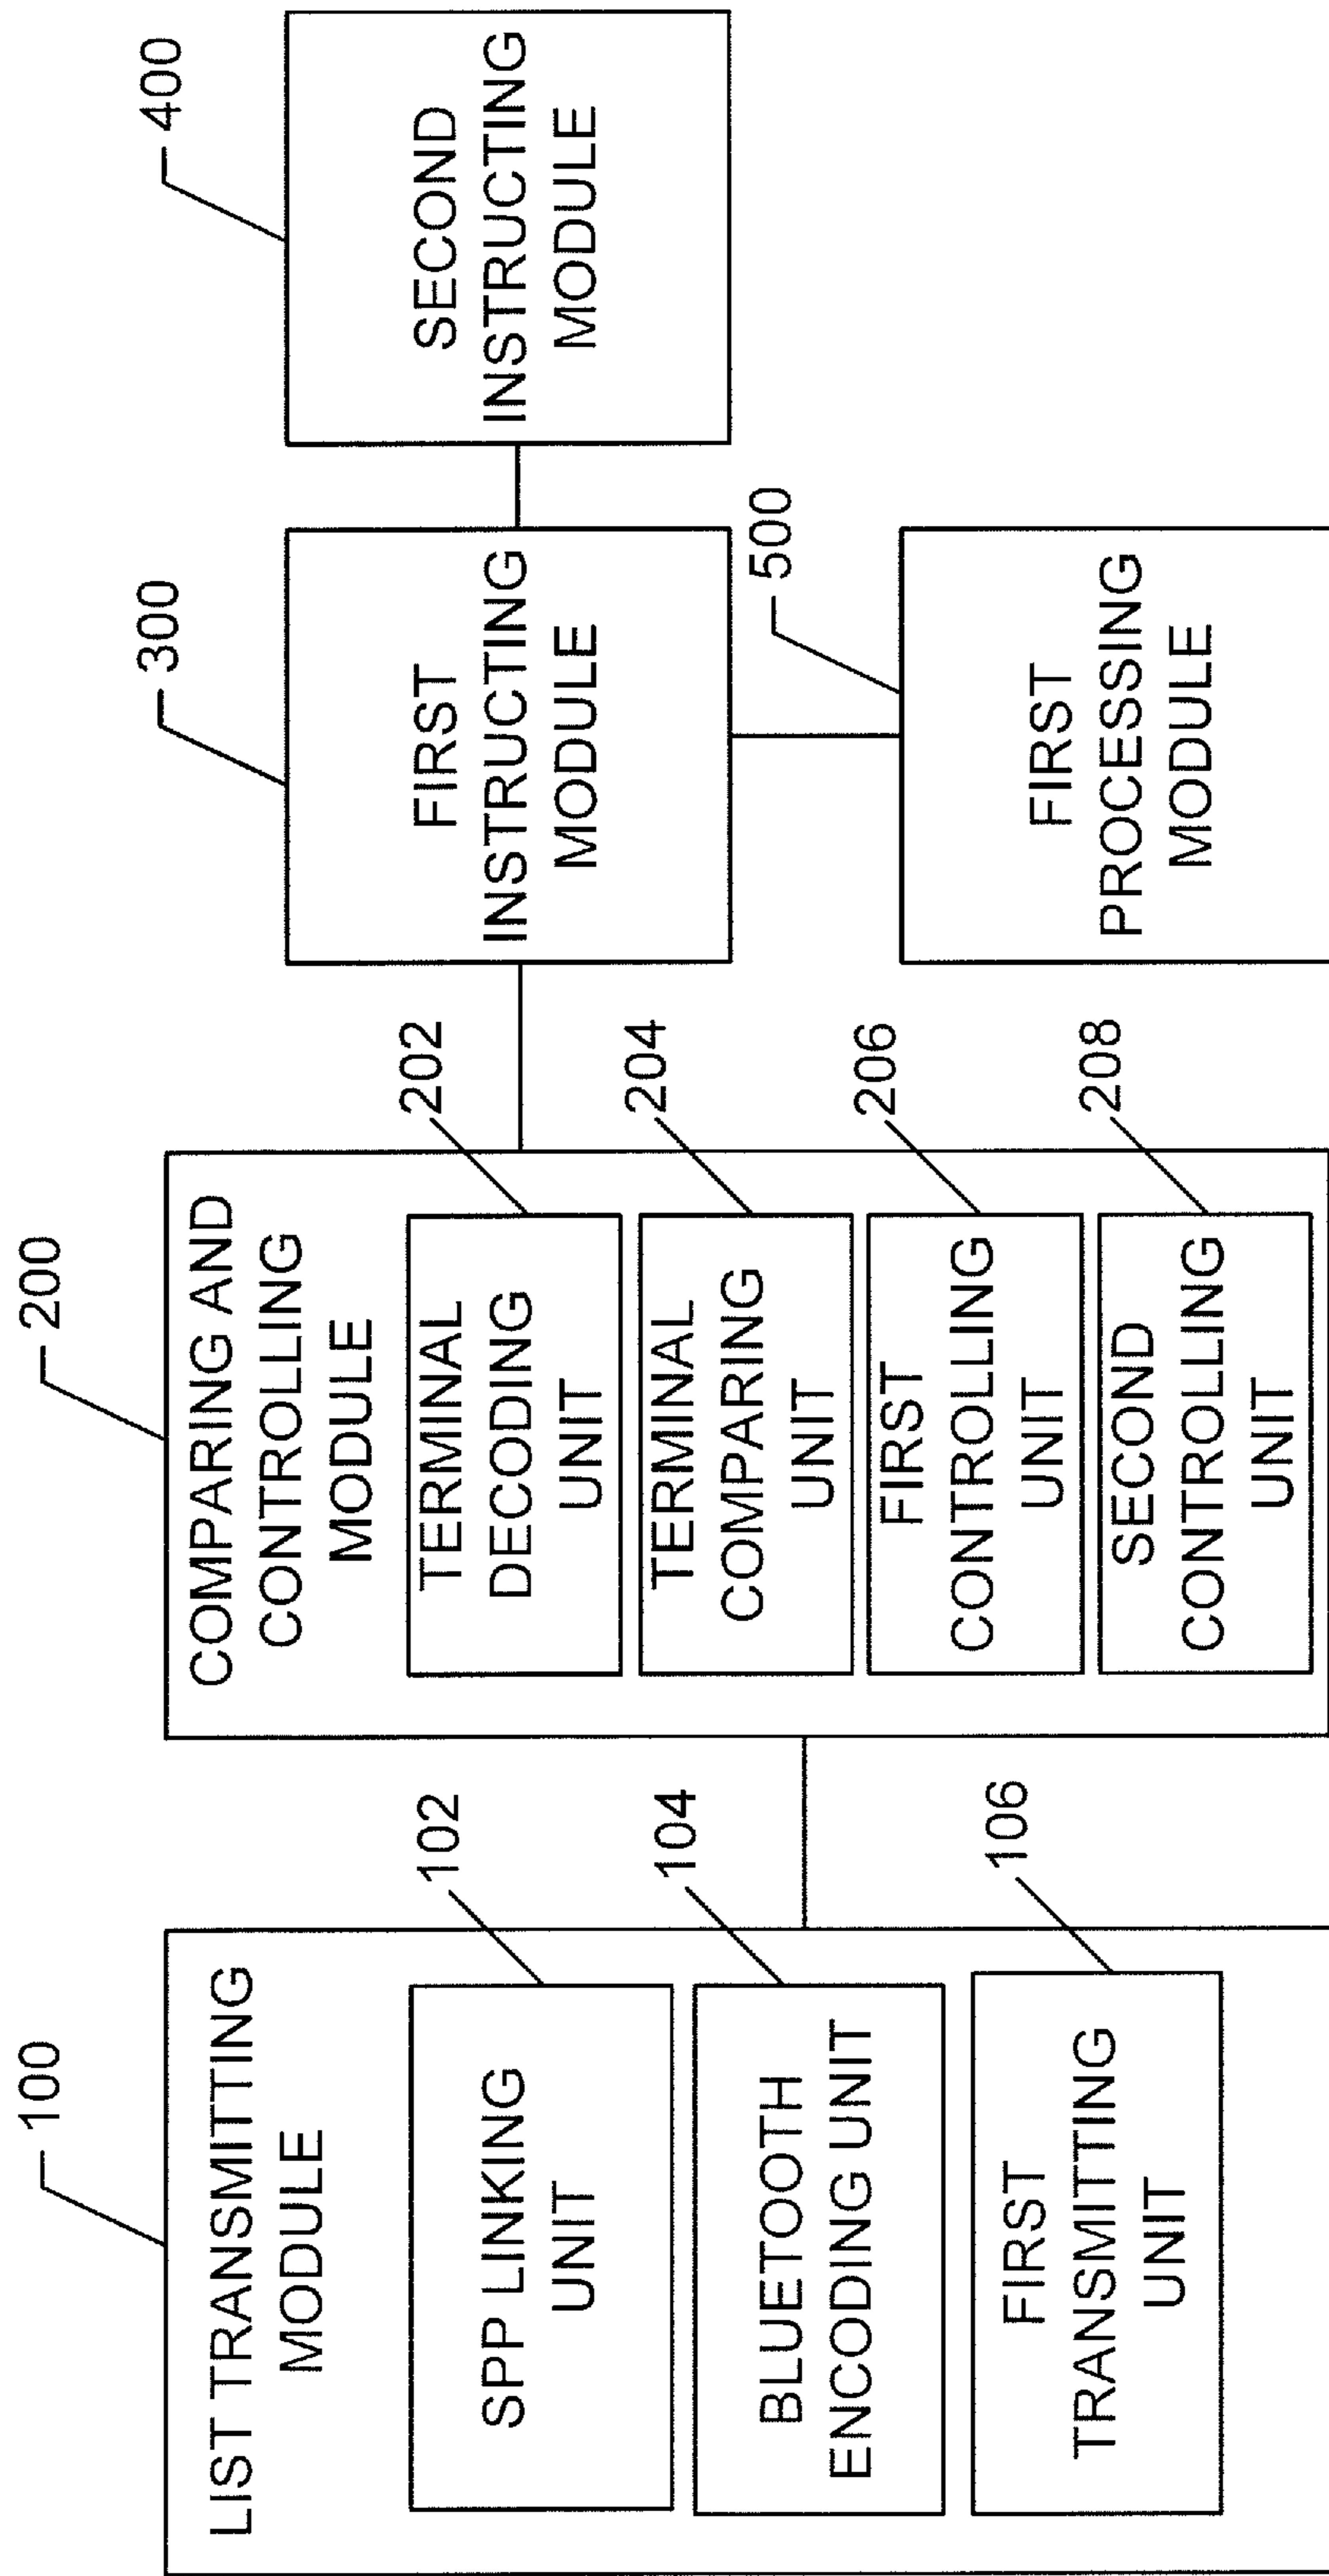 100
LIST TRANSMITTING
MODULE
SPP LINKING
UNIT
102
BLUETOOTH
ENCODING UNIT
104
FIRST
TRANSMITTING
UNIT
106
200
COMPARING AND
CONTROLLING
MODULE
TERMINAL
DECODING
UNIT
202
TERMINAL
COMPARING
UNIT
204
FIRST
CONTROLLING
UNIT
206
SECOND
CONTROLLING
UNIT
208
300
FIRST
INSTRUCTING
MODULE
400
SECOND
INSTRUCTING
MODULE
500
FIRST
PROCESSING
MODULE